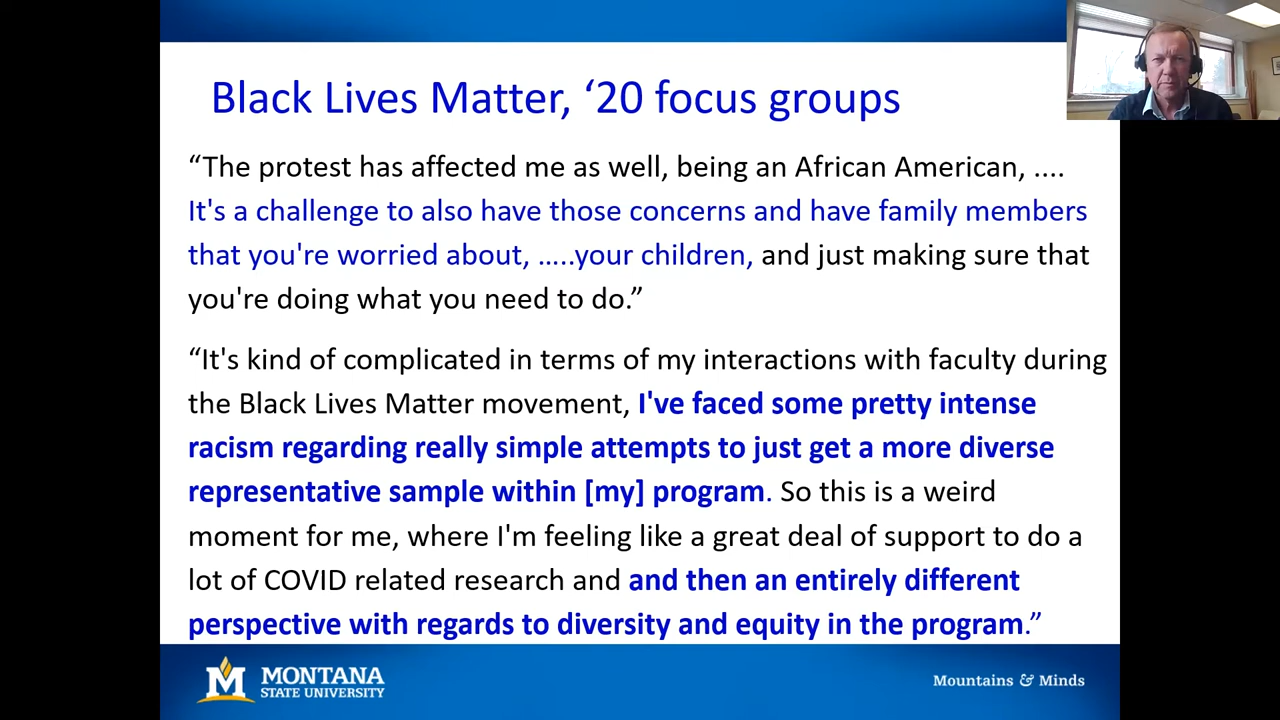 Black Lives Matter, ‘20 focus groups
“The protest has affected me as well, being an African American, ....
It's a challenge to also have those concerns and have family members
that you're worried about, …..your children, and just making sure that
you're doing what you need to do.”
“It's kind of complicated in terms of my interactions with faculty during
the Black Lives Matter movement, I've faced some pretty intense
racism regarding really simple attempts to just get a more diverse
representative sample within [my] program. So this is a weird
moment for me, where I'm feeling like a great deal of support to do a
lot of COVID related research and and then an entirely different
perspective with regards to diversity and equity in the program.”
M MONTANA
STATE UNIVERSITY
Mountains & Minds